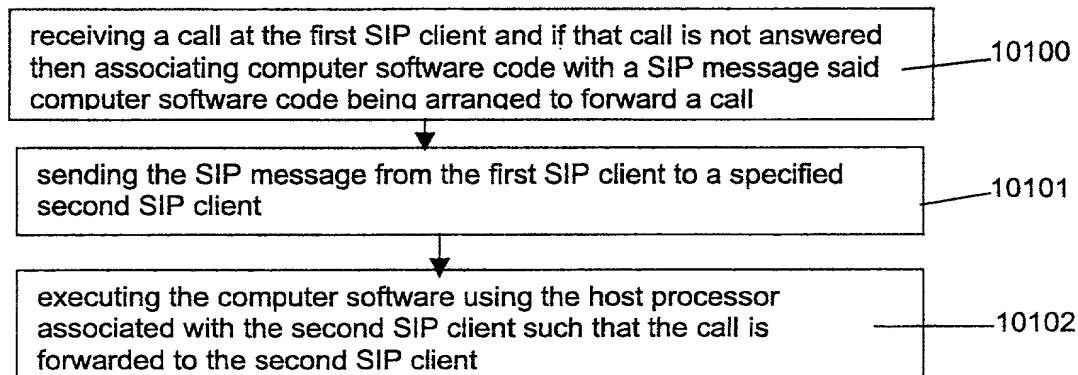 receiving a call at the first SIP client and if that call is not answered
then associating computer software code with a SIP message said
computer software code being arranged to forward a call
10100
sending the SIP message from the first SIP client to a specified
second SIP client
10101
executing the computer software using the host processor
associated with the second SIP client such that the call is
forwarded to the second SIP client
10102